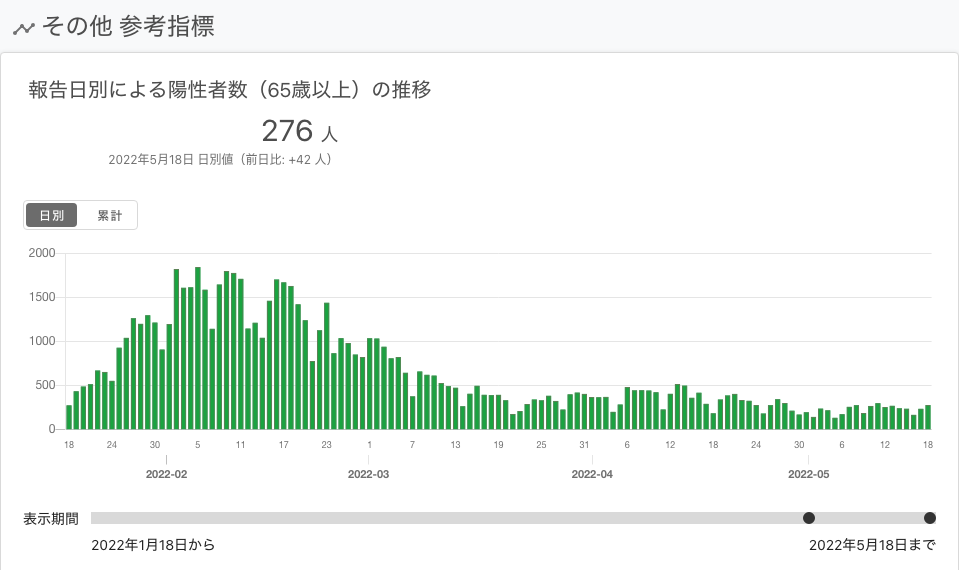 その他 参考指標
報告日別による陽性者数（65歳以上）の推移
276 人
2022年5月18日 日別値（前日比: +42 人）
日別 累計
2000
1500
1000
500
0
18 24 30 5 11 17 23 1 7 13 19 25 31 6 12 18 24 30 6 12 18
2022-02 2022-03 2022-04 2022-05
表示期間
2022年1月18日から 2022年5月18日まで